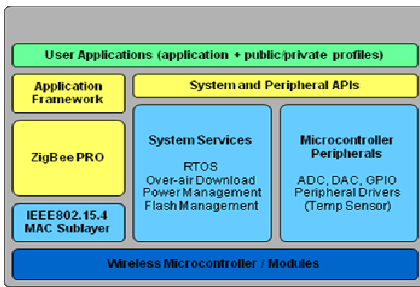 User Applications (application + public/private profiles)
Application
Framework
System and Peripheral APIs
ZigBee PRO
System Services
RTOS
Over-air Download
Power Management
Flash Management
Microcontroller
Peripherals
ADC, DAC, GPIO
Peripheral Drivers
(Temp Sensor)
IEEE802.15.4
MAC Sublayer
Wireless Microcontroller / Modules